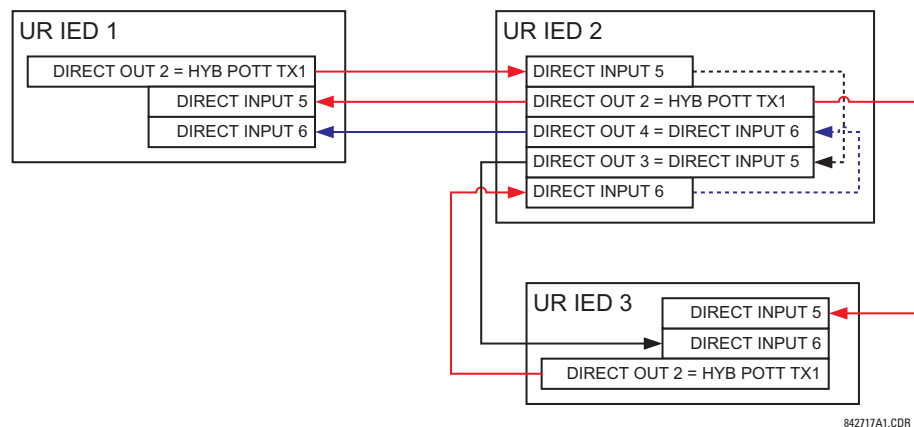 UR IED 1
DIRECT OUT 2 = HYB POTT TX1
DIRECT INPUT 5
DIRECT INPUT 6
UR IED 2
DIRECT INPUT 5
DIRECT OUT 2 = HYB POTT TX1
DIRECT OUT 4 = DIRECT INPUT 6
DIRECT OUT 3 = DIRECT INPUT 5
DIRECT INPUT 6
UR IED 3
DIRECT INPUT 5
DIRECT INPUT 6
DIRECT OUT 2 = HYB POTT TX1
842717A1.CDR